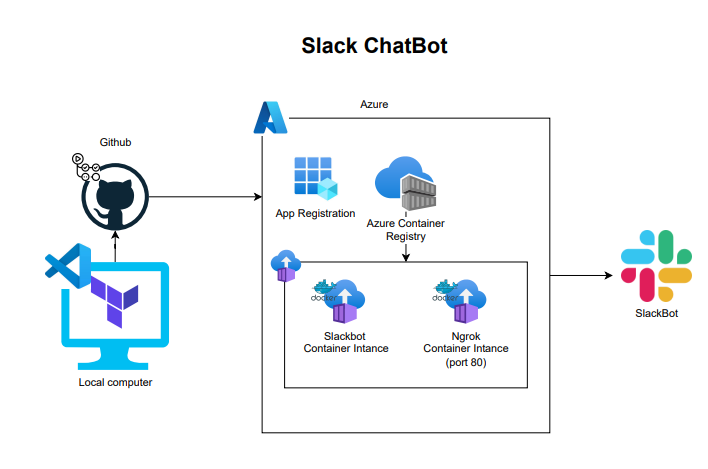 Slack ChatBot
Azure
Github
App Registration
Azure Container
Registry
docker
Slackbot
Container Intance
docker
Ngrok
Container Intance
(port 80)
SlackBot
Local computer